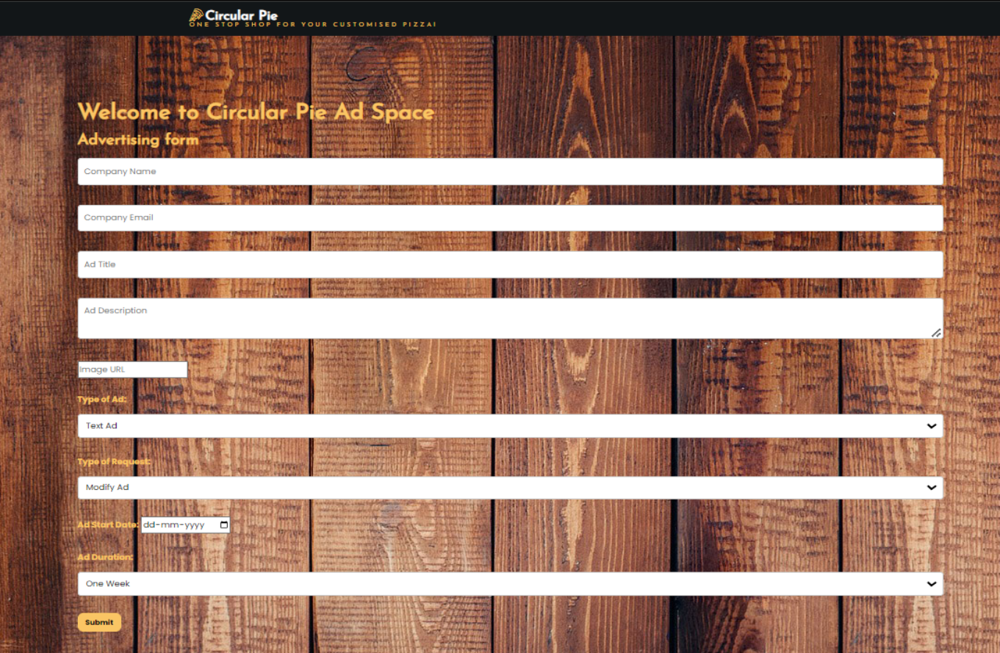 Circular Pie
ONE STOP SHOP FOR YOUR CUSTOMISED PIZZA!
Welcome to Circular Pie Ad Space
Advertising form
Company Name
Company Email
Ad Title
Ad Description
Image URL
Type of Ad:
Text Ad
Type of Request:
Modify Ad
Ad Start Date: dd-mm-yyyy
Ad Duration:
One Week
Submit